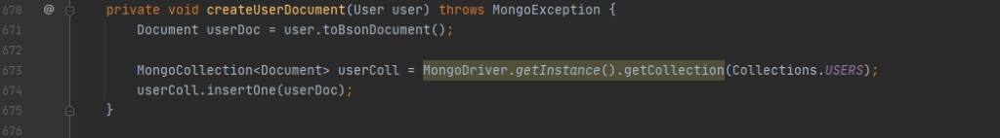 670 @ private void createUserDocument(User user) throws MongoException {
671 Document userDoc = user.toBsonDocument();
672
673 MongoCollection<Document> userColl = MongoDriver.getInstance().getCollection(Collections.USERS);
674 userColl.insertOne(userDoc);
675 }
676